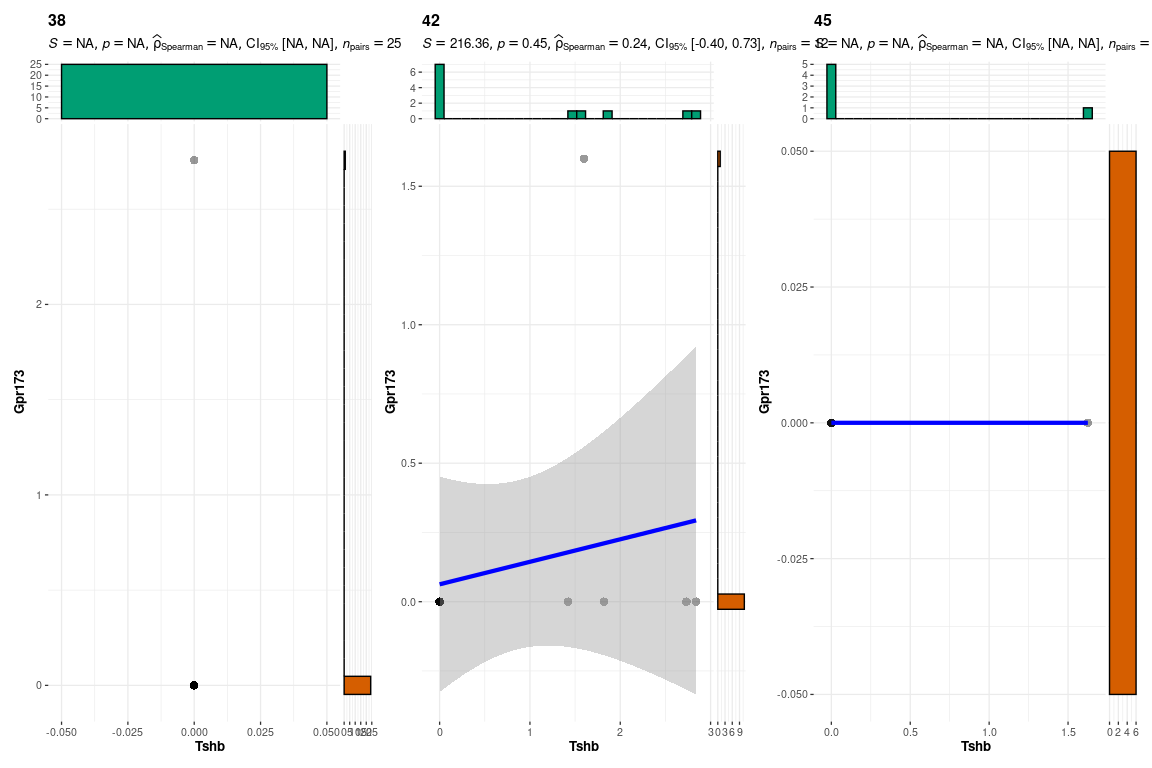 38
S = NA, p = NA, ρ̂Spearman = NA, CI95% [NA, NA], npairs = 25
25
20
15
10
5
0
2
1
0
Gpr173
-0.050 -0.025 0.000 0.025 0.050
Tshb
42
S = 216.36, p = 0.45, ρ̂Spearman = 0.24, CI95% [-0.40, 0.73], npairs = 12
6
4
2
0
1.5
1.0
0.5
0.0
Gpr173
0 1 2 3 0 3 6 9
Tshb
45
S = NA, p = NA, ρ̂Spearman = NA, CI95% [NA, NA], npairs =
5
4
3
2
1
0
0.050
0.025
0.000
-0.025
-0.050
Gpr173
0.0 0.5 1.0 1.5 0 2 4 6
Tshb